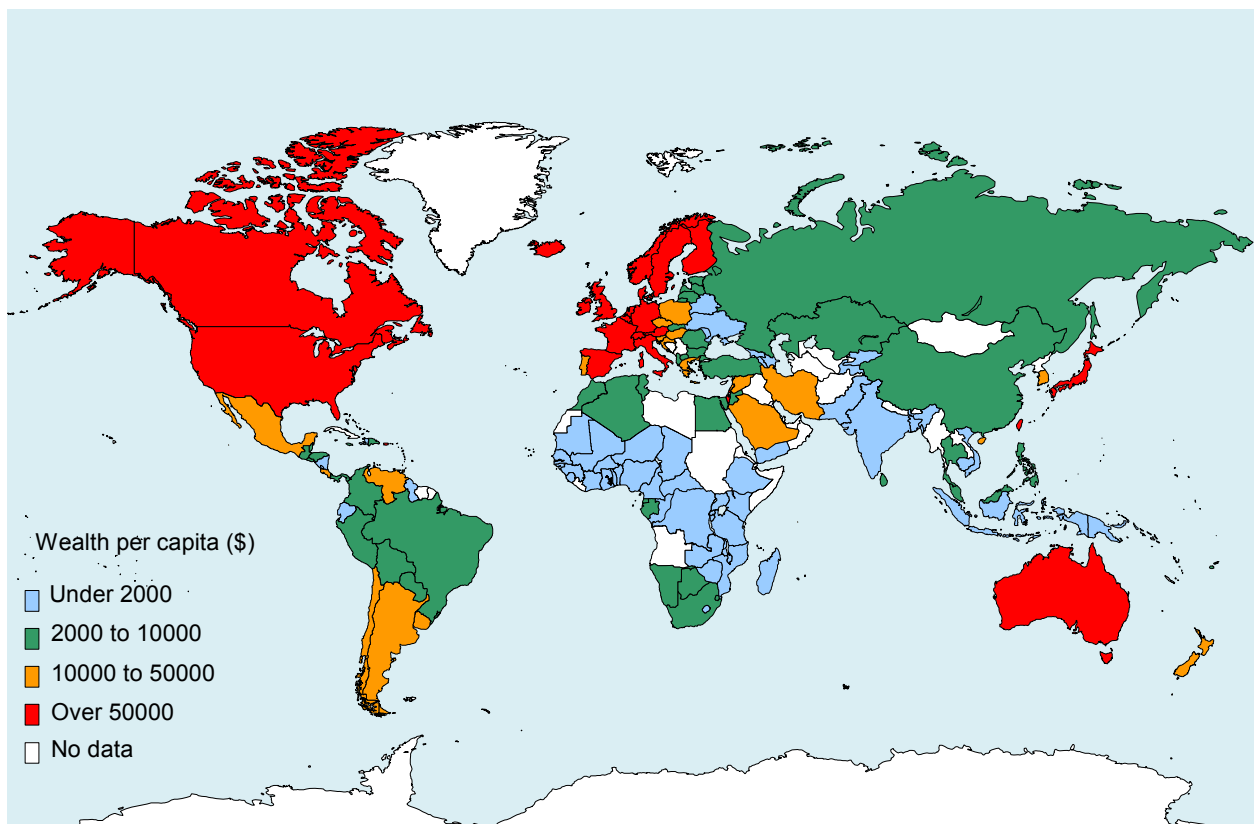 Wealth per capita ($)
Under 2000
2000 to 10000
10000 to 50000
Over 50000
No data